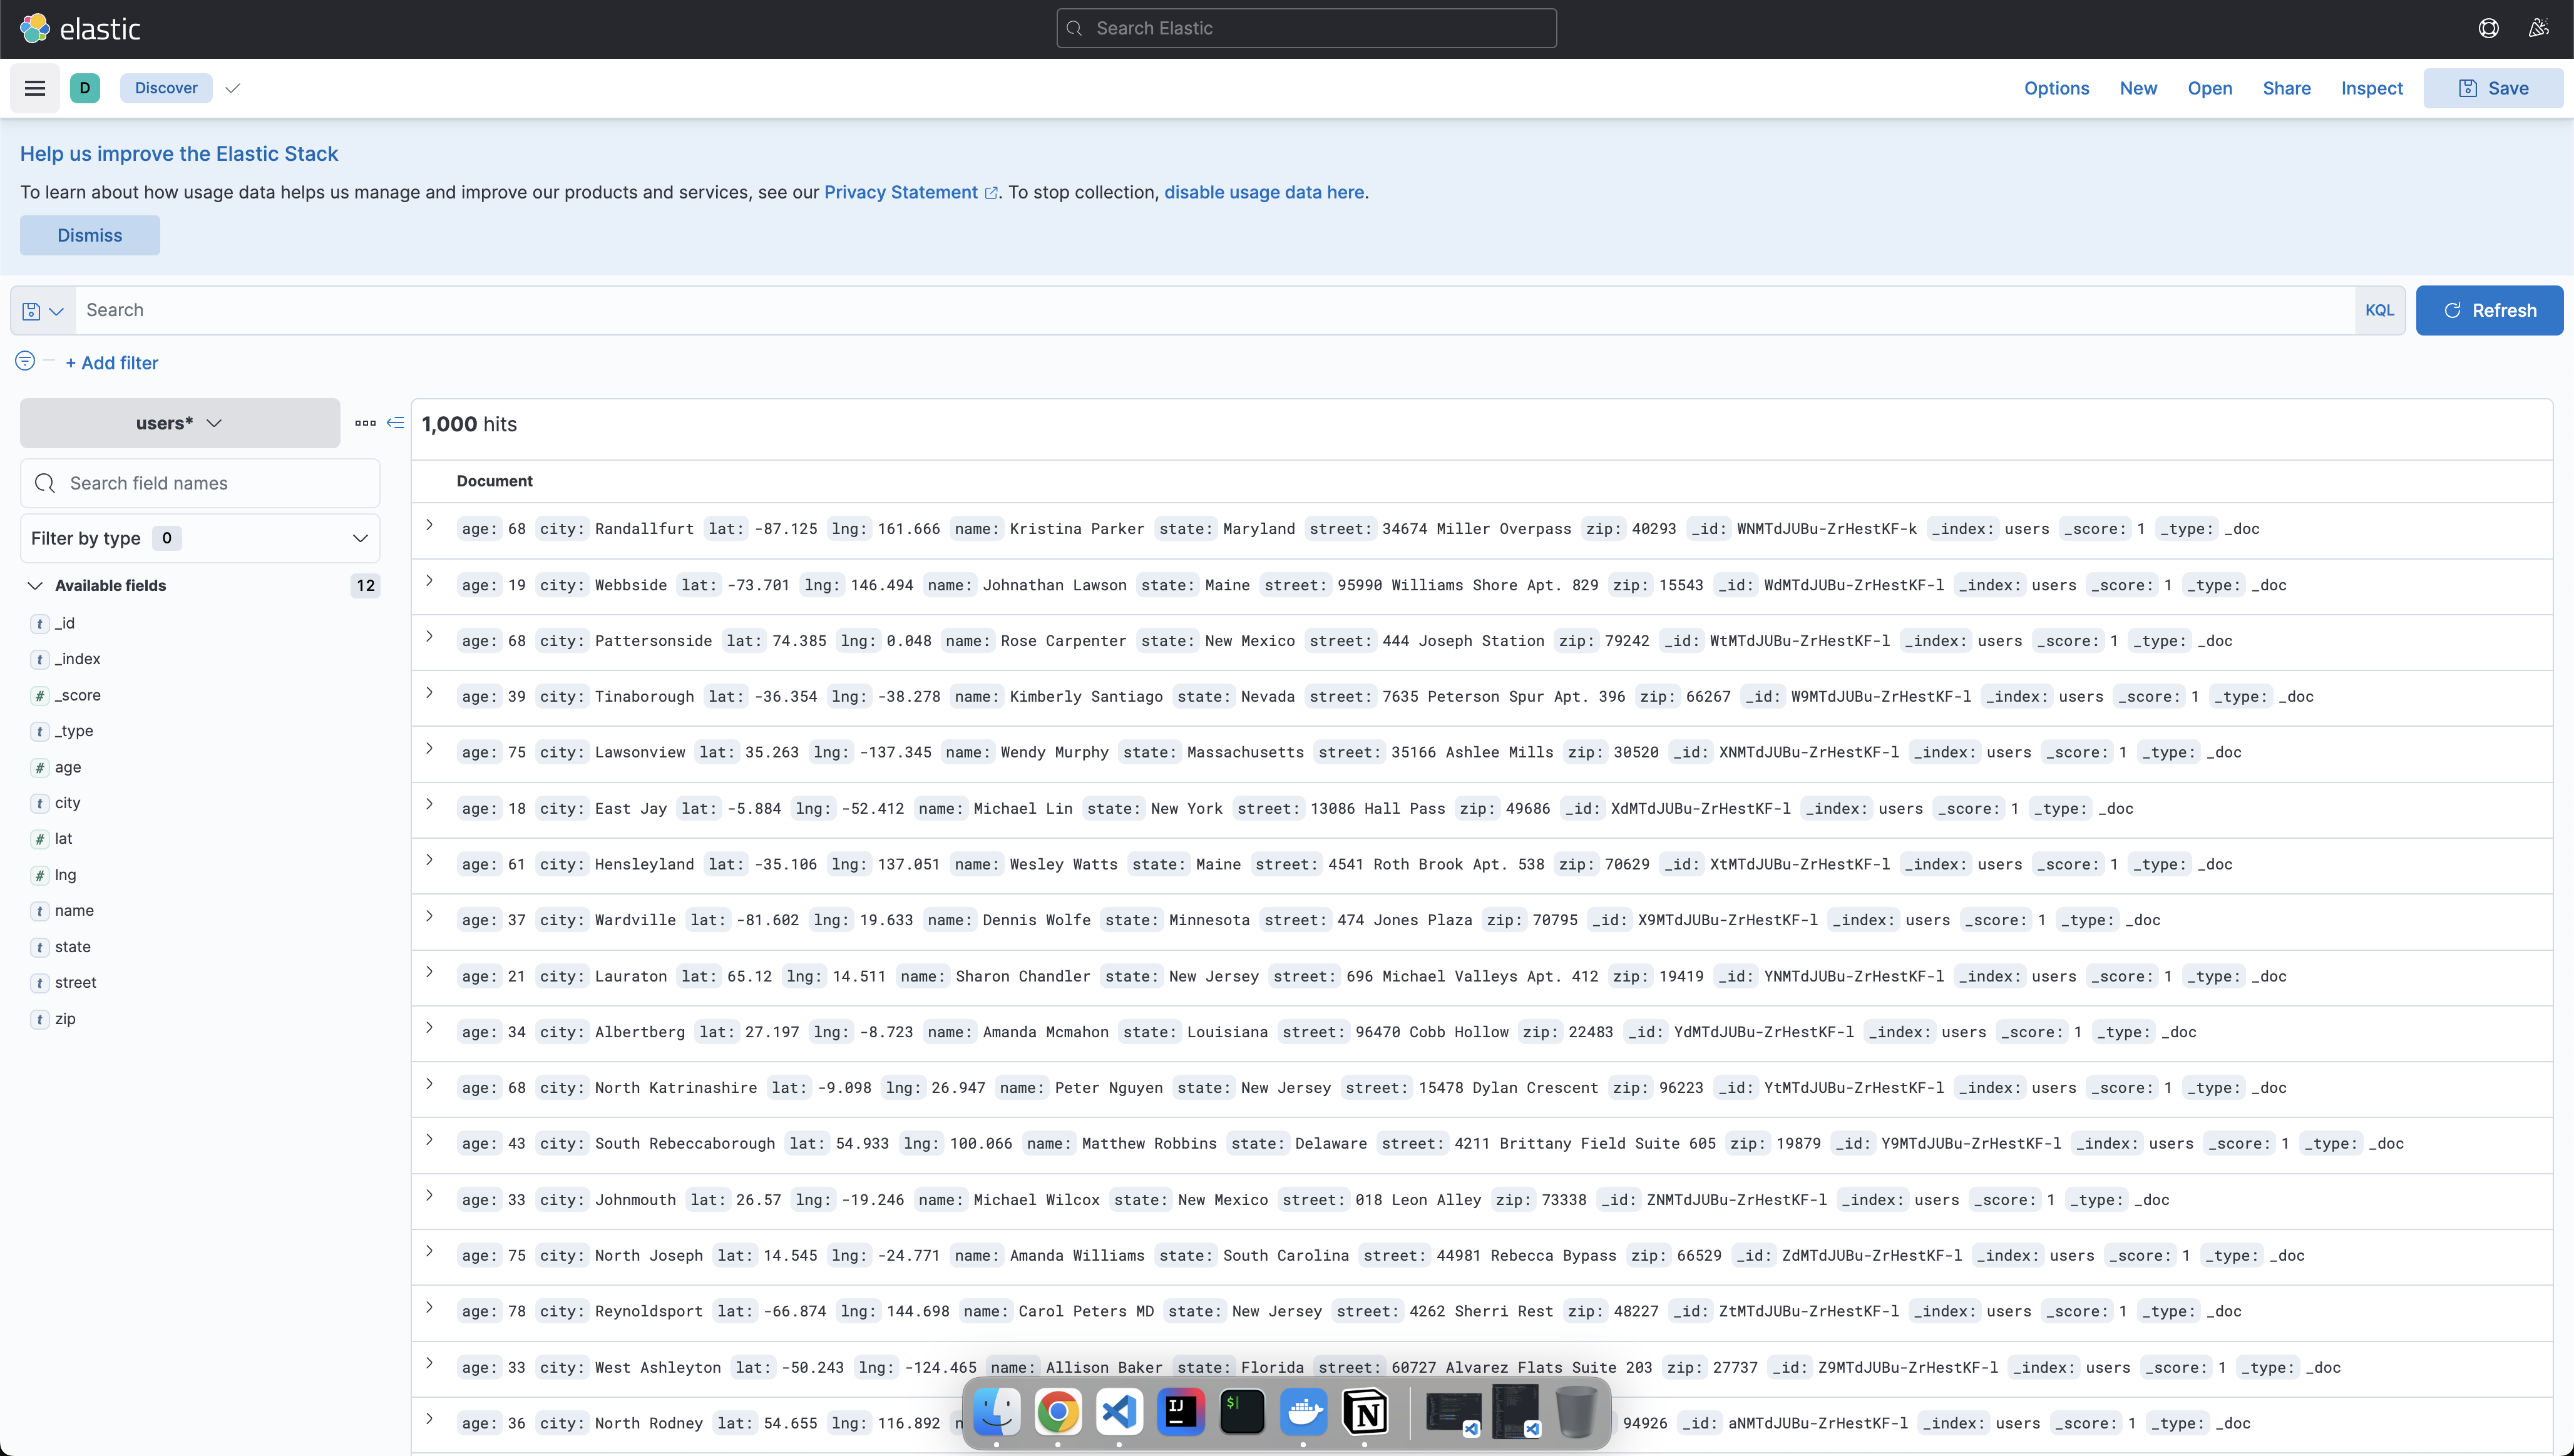 elastic Search Elastic
D Discover Options New Open Share Inspect Save
Help us improve the Elastic Stack
To learn about how usage data helps us manage and improve our products and services, see our Privacy Statement . To stop collection, disable usage data here.
Dismiss
Search KQL Refresh
+ Add filter
users*
1,000 hits
Search field names
Filter by type 0
Available fields 12
t _id
t _index
# _score
t _type
# age
t city
# lat
# lng
t name
t state
t street
t zip
Document
age: 68 city: Randallfurt lat: -87.125 lng: 161.666 name: Kristina Parker state: Maryland street: 34674 Miller Overpass zip: 40293 _id: WNMTdJUBu-ZrHestKF-k _index: users _score: 1 _type: _doc
age: 19 city: Webbside lat: -73.701 lng: 146.494 name: Johnathan Lawson state: Maine street: 95990 Williams Shore Apt. 829 zip: 15543 _id: WdMTdJUBu-ZrHestKF-l _index: users _score: 1 _type: _doc
age: 68 city: Pattersonside lat: 74.385 lng: 0.048 name: Rose Carpenter state: New Mexico street: 444 Joseph Station zip: 79242 _id: WtMTdJUBu-ZrHestKF-l _index: users _score: 1 _type: _doc
age: 39 city: Tinaborough lat: -36.354 lng: -38.278 name: Kimberly Santiago state: Nevada street: 7635 Peterson Spur Apt. 396 zip: 66267 _id: W9MTdJUBu-ZrHestKF-l _index: users _score: 1 _type: _doc
age: 75 city: Lawsonview lat: 35.263 lng: -137.345 name: Wendy Murphy state: Massachusetts street: 35166 Ashlee Mills zip: 30520 _id: XNMTdJUBu-ZrHestKF-l _index: users _score: 1 _type: _doc
age: 18 city: East Jay lat: -5.884 lng: -52.412 name: Michael Lin state: New York street: 13086 Hall Pass zip: 49686 _id: XdMTdJUBu-ZrHestKF-l _index: users _score: 1 _type: _doc
age: 61 city: Hensleyland lat: -35.106 lng: 137.051 name: Wesley Watts state: Maine street: 4541 Roth Brook Apt. 538 zip: 70629 _id: XtMTdJUBu-ZrHestKF-l _index: users _score: 1 _type: _doc
age: 37 city: Wardville lat: -81.602 lng: 19.633 name: Dennis Wolfe state: Minnesota street: 474 Jones Plaza zip: 70795 _id: X9MTdJUBu-ZrHestKF-l _index: users _score: 1 _type: _doc
age: 21 city: Lauraton lat: 65.12 lng: 14.511 name: Sharon Chandler state: New Jersey street: 696 Michael Valleys Apt. 412 zip: 19419 _id: YNMTdJUBu-ZrHestKF-l _index: users _score: 1 _type: _doc
age: 34 city: Albertberg lat: 27.197 lng: -8.723 name: Amanda Mcmahon state: Louisiana street: 96470 Cobb Hollow zip: 22483 _id: YdMTdJUBu-ZrHestKF-l _index: users _score: 1 _type: _doc
age: 68 city: North Katrinashire lat: -9.098 lng: 26.947 name: Peter Nguyen state: New Jersey street: 15478 Dylan Crescent zip: 96223 _id: YtMTdJUBu-ZrHestKF-l _index: users _score: 1 _type: _doc
age: 43 city: South Rebeccaborough lat: 54.933 lng: 100.066 name: Matthew Robbins state: Delaware street: 4211 Brittany Field Suite 605 zip: 19879 _id: Y9MTdJUBu-ZrHestKF-l _index: users _score: 1 _type: _doc
age: 33 city: Johnmouth lat: 26.57 lng: -19.246 name: Michael Wilcox state: New Mexico street: 018 Leon Alley zip: 73338 _id: ZNMTdJUBu-ZrHestKF-l _index: users _score: 1 _type: _doc
age: 75 city: North Joseph lat: 14.545 lng: -24.771 name: Amanda Williams state: South Carolina street: 44981 Rebecca Bypass zip: 66529 _id: ZdMTdJUBu-ZrHestKF-l _index: users _score: 1 _type: _doc
age: 78 city: Reynoldsport lat: -66.874 lng: 144.698 name: Carol Peters MD state: New Jersey street: 4262 Sherri Rest zip: 48227 _id: ZtMTdJUBu-ZrHestKF-l _index: users _score: 1 _type: _doc
age: 33 city: West Ashleyton lat: -50.243 lng: -124.465 name: Allison Baker state: Florida street: 60727 Alvarez Flats Suite 203 zip: 27737 _id: Z9MTdJUBu-ZrHestKF-l _index: users _score: 1 _type: _doc
age: 36 city: North Rodney lat: 54.655 lng: 116.892 94926 _id: aNMTdJUBu-ZrHestKF-l _index: users _score: 1 _type: _doc
IJ $ N